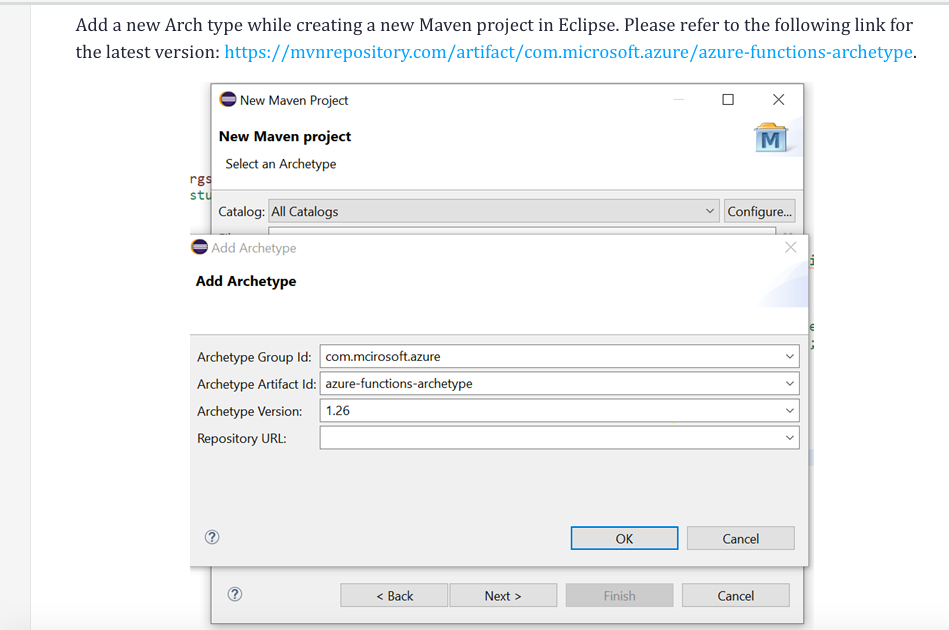 Add a new Arch type while creating a new Maven project in Eclipse. Please refer to the following link for
the latest version: https://mvnrepository.com/artifact/com.microsoft.azure/azure-functions-archetype.
New Maven Project
New Maven project
Select an Archetype
rgs
stu
Catalog: All Catalogs Configure...
Add Archetype
Add Archetype
Archetype Group Id: com.mcirosoft.azure
Archetype Artifact Id: azure-functions-archetype
Archetype Version: 1.26
Repository URL:
OK Cancel
< Back Next > Finish Cancel